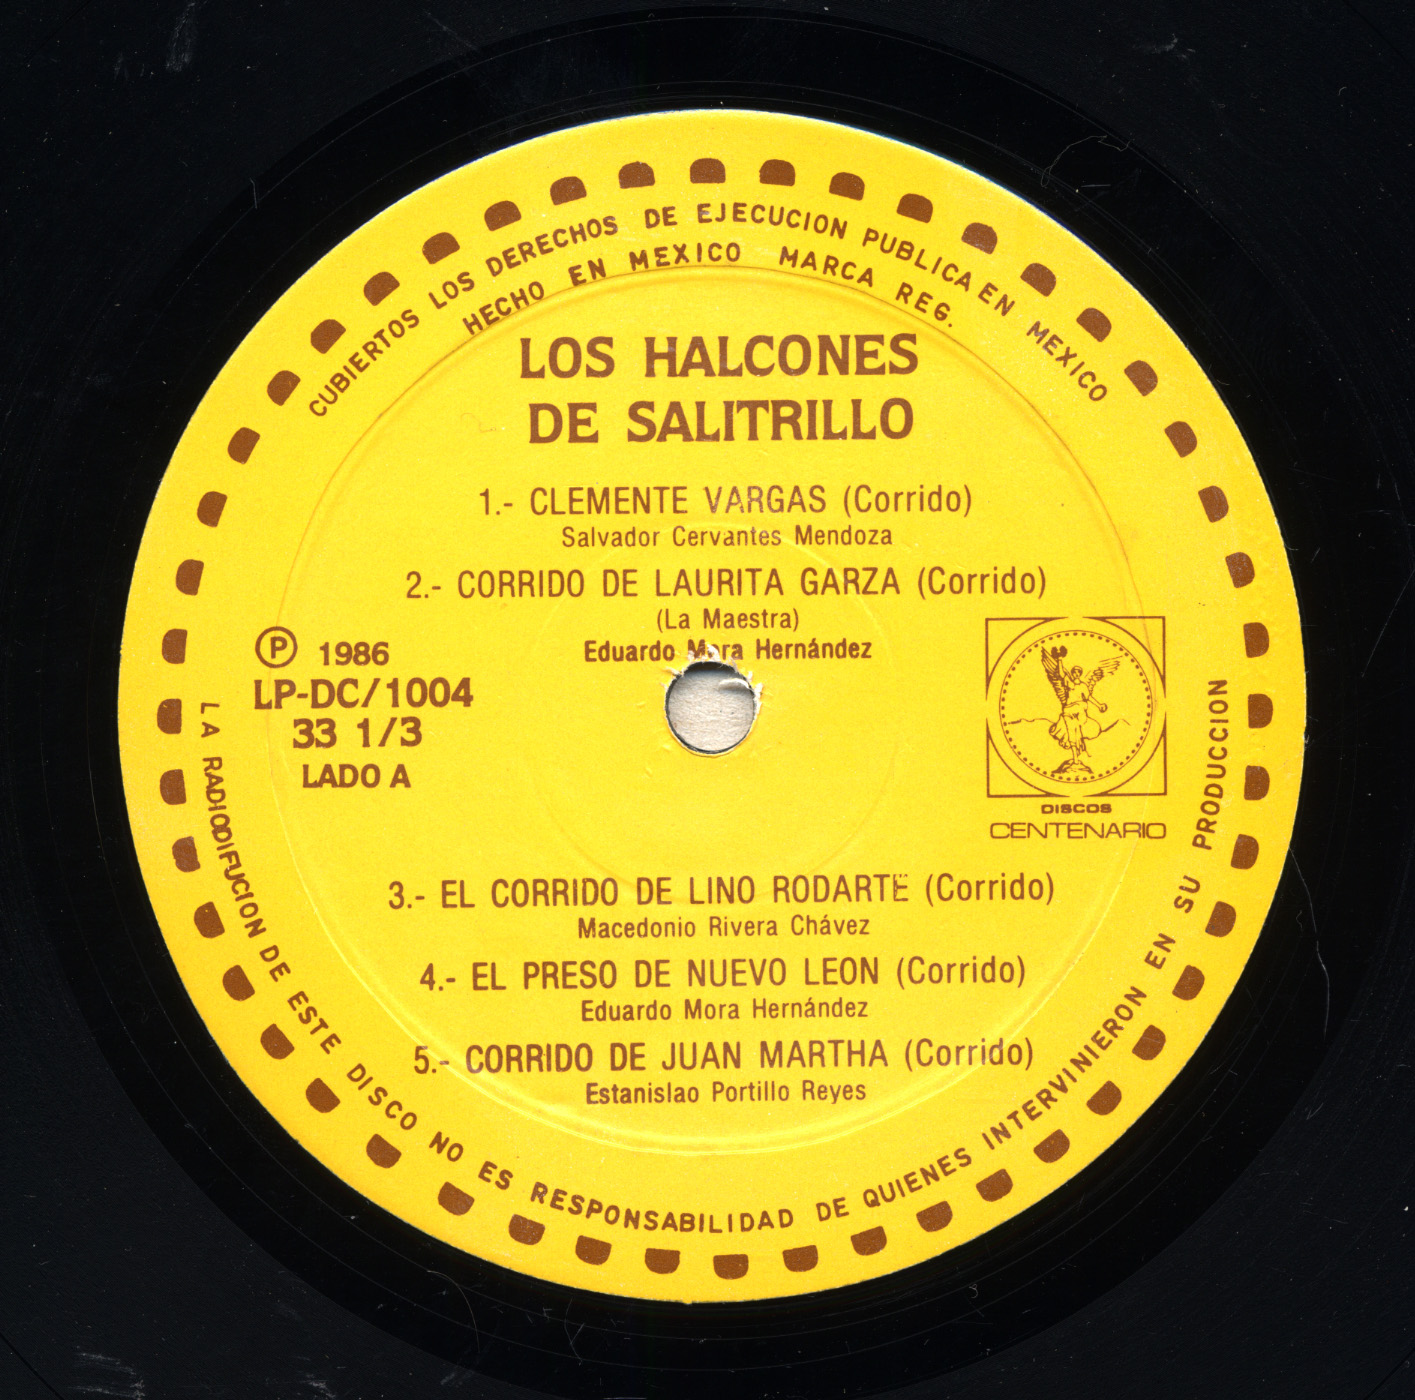 CUBIERTOS LOS DERECHOS DE EJECUCION PUBLICA EN MEXICO
HECHO EN MEXICO MARCA REG.
LOS HALCONES
DE SALITRILLO
1.- CLEMENTE VARGAS (Corrido)
Salvador Cervantes Mendoza
2.- CORRIDO DE LAURITA GARZA (Corrido)
(La Maestra)
Eduardo Mora Hernández
Ⓟ 1986
LP-DC/1004
33 1/3
LADO A
DISCOS
CENTENARIO
3.- EL CORRIDO DE LINO RODARTE (Corrido)
Macedonio Rivera Chávez
4.- EL PRESO DE NUEVO LEON (Corrido)
Eduardo Mora Hernández
5.- CORRIDO DE JUAN MARTHA (Corrido)
Estanislao Portillo Reyes
LA RADIODIFUCION DE ESTE DISCO NO ES RESPONSABILIDAD DE QUIENES INTERVINIERON EN SU PRODUCCION